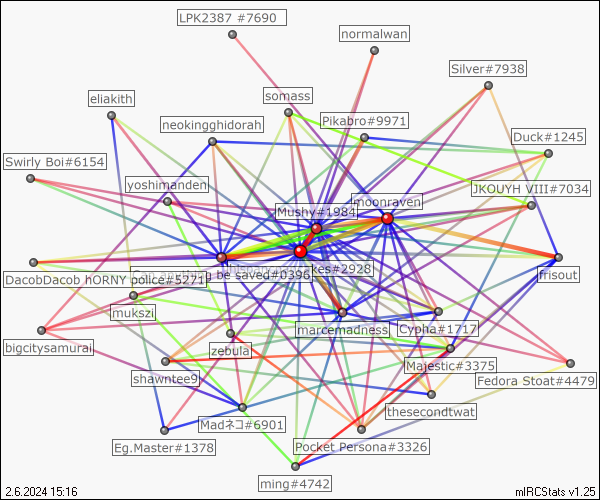 LPK2387 #7690
normalwan
Silver#7938
eliakith
somass
Pikabro#9971
neokingghidorah
Duck#1245
Swirly Boi#6154
yoshimanden
JKOUYH VIII#7034
moonraven
Mushy#1984
kes#2928
DacobDacob hORNY police#5271
be saved#0396
frisout
mukszi
marcemadness
Cypha#1717
bigcitysamurai
zebula
Majestic#3375
shawntee9
Fedora Stoat#4479
thesecondtwat
Madネコ#6901
Eg.Master#1378
Pocket Persona#3326
ming#4742
2.6.2024 15:16
mIRCStats v1.25